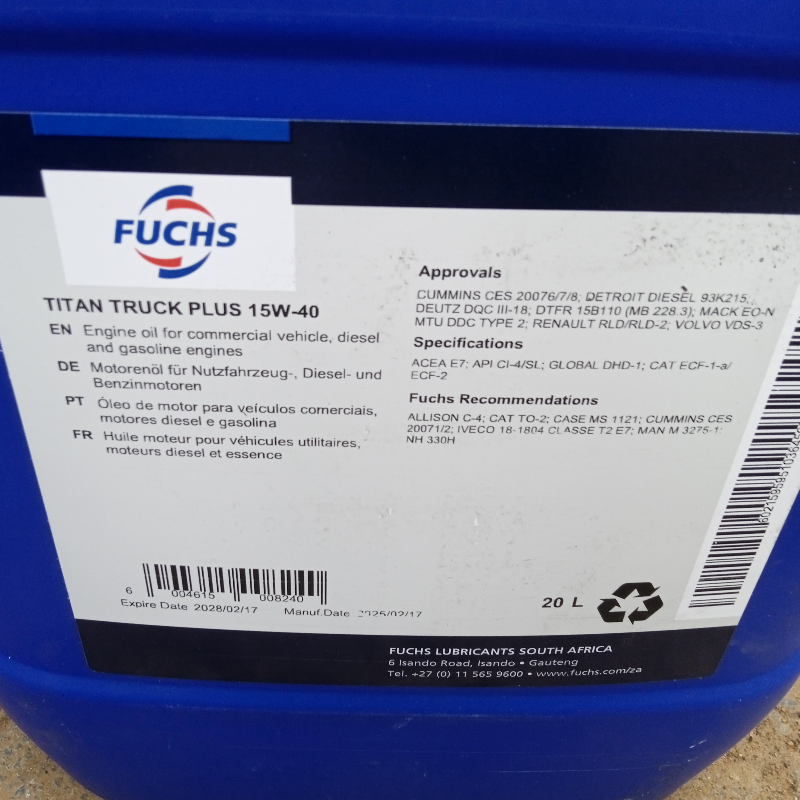 FUCHS
TITAN TRUCK PLUS 15W-40
EN Engine oil for commercial vehicle, diesel
and gasoline engines
DE Motorenöl für Nutzfahrzeug-, Diesel- und
Benzinmotoren
PT Óleo de motor para veículos comerciais,
motores diesel e gasolina
FR Huile moteur pour véhicules utilitaires,
moteurs diesel et essence
Approvals
CUMMINS CES 20076/7/8; DETROIT DIESEL 93K215,
DEUTZ DQC III-18; DTFR 15B110 (MB 228.3); MACK EO-N
MTU DDC TYPE 2; RENAULT RLD/RLD-2; VOLVO VDS-3
Specifications
ACEA E7; API CI-4/SL; GLOBAL DHD-1; CAT ECF-1-a/
ECF-2
Fuchs Recommendations
ALLISON C-4; CAT TO-2; CASE MS 1121; CUMMINS CES
20071/2; IVECO 18-1804 CLASSE T2 E7; MAN M 3275-1;
NH 330H
6 004615 008240
Expire Date 2028/02/17 Manuf.Date 2025/02/17
20 L
FUCHS LUBRICANTS SOUTH AFRICA
6 Isando Road, Isando • Gauteng
Tel. +27 (0) 11 565 9600 • www.fuchs.com/za